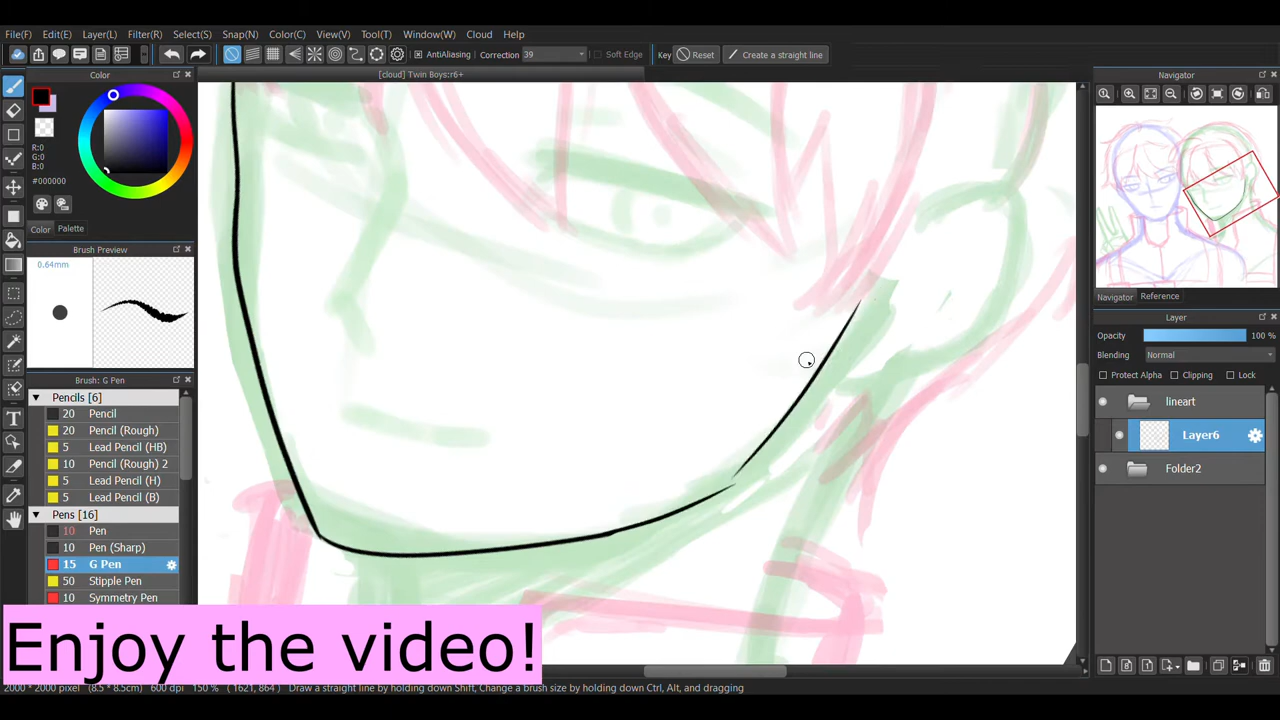 File(F) Edit(E) Layer(L) Filter(R) Select(S) Snap(N) Color(C) View(V) Tool(T) Window(W) Cloud Help
AntiAliasing Correction 39 Soft Edge Key Reset Create a straight line
Color
[cloud] Twin Boys:r6+
Navigator
R:0
G:0
B:0
#000000
Color Palette
Brush Preview
0.64mm
Brush: G Pen
Pencils [6]
20 Pencil
20 Pencil (Rough)
5 Lead Pencil (HB)
10 Pencil (Rough) 2
5 Lead Pencil (H)
5 Lead Pencil (B)
Pens [16]
10 Pen
10 Pen (Sharp)
15 G Pen
50 Stipple Pen
10 Symmetry Pen
Navigator Reference
Layer
Opacity 100 %
Blending Normal
Protect Alpha Clipping Lock
lineart
Layer6
Folder2
Enjoy the video!
2000 * 2000 pixel (8.5 * 8.5cm) 600 dpi 150 % ( 1621, 864 ) Draw a straight line by holding down Shift, Change a brush size by holding down Ctrl, Alt, and dragging